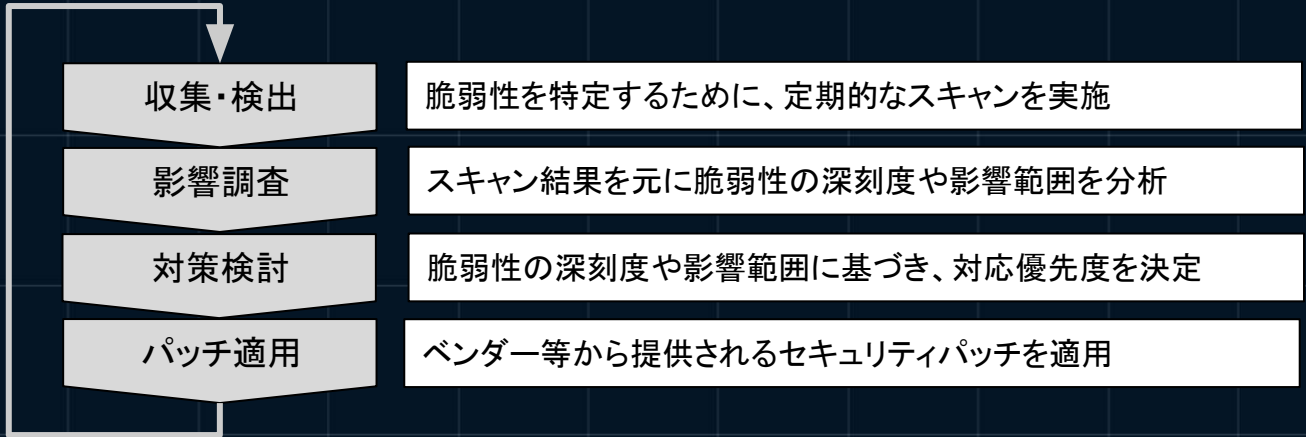 収集・検出
脆弱性を特定するために、定期的なスキャンを実施
影響調査
スキャン結果を元に脆弱性の深刻度や影響範囲を分析
対策検討
脆弱性の深刻度や影響範囲に基づき、対応優先度を決定
パッチ適用
ベンダー等から提供されるセキュリティパッチを適用